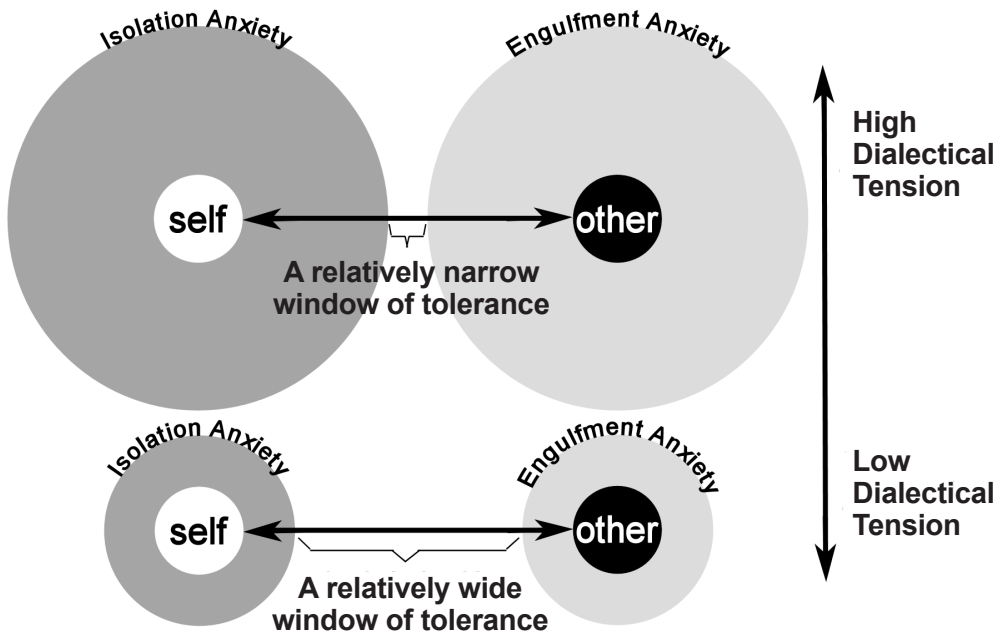 Isolation Anxiety
Engulfment Anxiety
self
other
High
Dialectical
Tension
A relatively narrow
window of tolerance
Isolation Anxiety
Engulfment Anxiety
self
other
Low
Dialectical
Tension
A relatively wide
window of tolerance